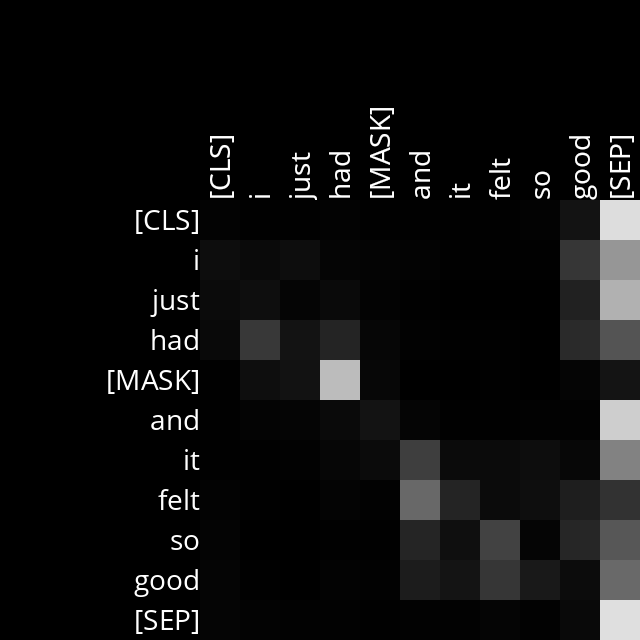 [CLS] i just had [MASK] and it felt so good [SEP]
[CLS]
i
just
had
[MASK]
and
it
felt
so
good
[SEP]